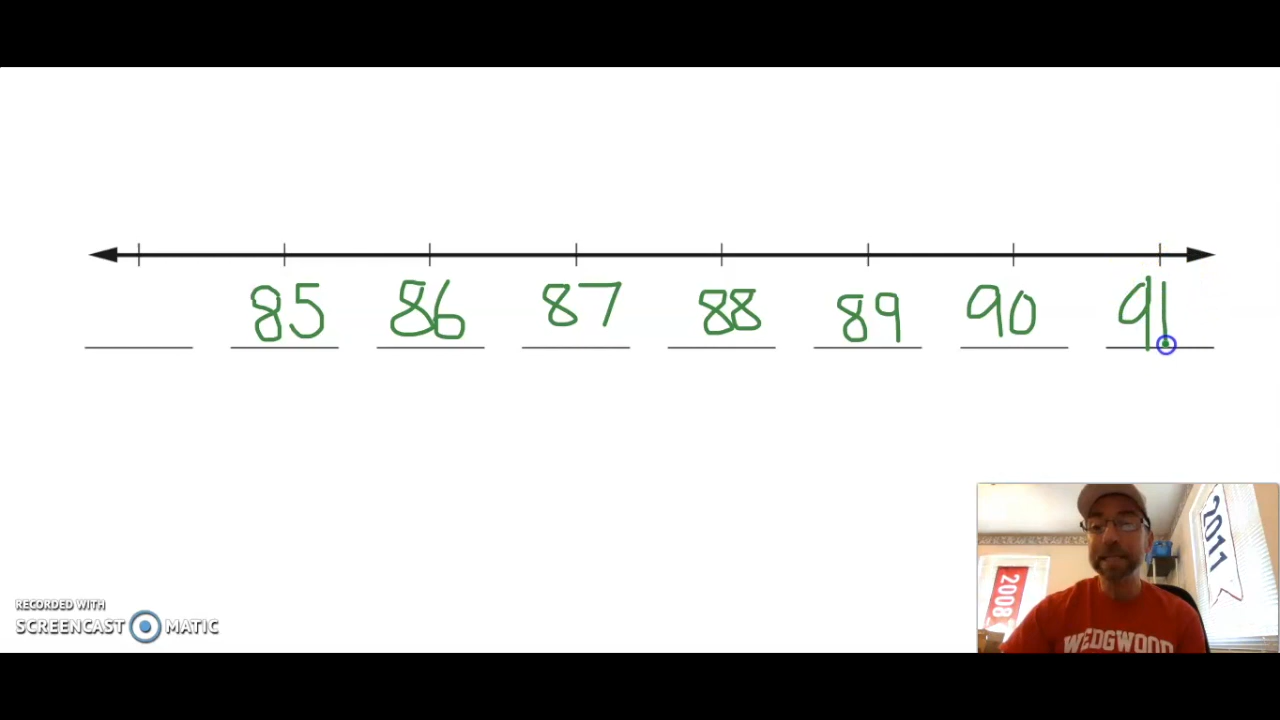 85 86 87 88 89 90 91
RECORDED WITH
SCREENCAST MATIC
2011
2008
WEDGWOOD